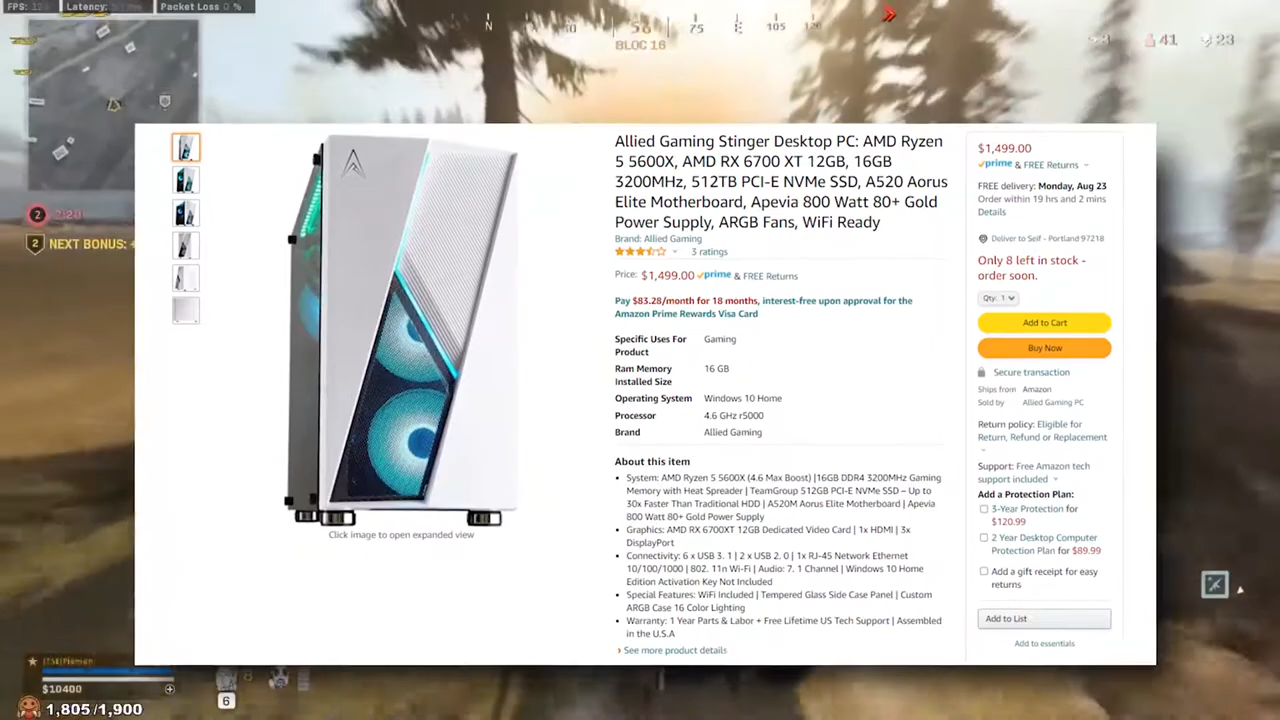 FPS: Latency: Packet Loss 0 %
N 60 58 75 E 105 120
BLOC 16
41 23
2
2 NEXT BONUS:
Allied Gaming Stinger Desktop PC: AMD Ryzen
5 5600X, AMD RX 6700 XT 12GB, 16GB
3200MHz, 512TB PCI-E NVMe SSD, A520 Aorus
Elite Motherboard, Apevia 800 Watt 80+ Gold
Power Supply, ARGB Fans, WiFi Ready
Brand: Allied Gaming
3 ratings
Price: $1,499.00 prime & FREE Returns
Pay $83.28/month for 18 months, interest-free upon approval for the
Amazon Prime Rewards Visa Card
Specific Uses For Gaming
Product
Ram Memory 16 GB
Installed Size
Operating System Windows 10 Home
Processor 4.6 GHz r5000
Brand Allied Gaming
About this item
• System: AMD Ryzen 5 5600X (4.6 Max Boost) |16GB DDR4 3200MHz Gaming
Memory with Heat Spreader | TeamGroup 512GB PCI-E NVMe SSD – Up to
30x Faster Than Traditional HDD | A520M Aorus Elite Motherboard | Apevia
800 Watt 80+ Gold Power Supply
• Graphics: AMD RX 6700XT 12GB Dedicated Video Card | 1x HDMI | 3x
DisplayPort
• Connectivity: 6 x USB 3. 1 | 2 x USB 2. 0 | 1x RJ-45 Network Ethernet
10/100/1000 | 802. 11n Wi-Fi | Audio: 7. 1 Channel | Windows 10 Home
Edition Activation Key Not Included
• Special Features: WiFi Included | Tempered Glass Side Case Panel | Custom
ARGB Case 16 Color Lighting
• Warranty: 1 Year Parts & Labor + Free Lifetime US Tech Support | Assembled
in the U.S.A
› See more product details
Click image to open expanded view
$1,499.00
prime & FREE Returns
FREE delivery: Monday, Aug 23
Order within 19 hrs and 2 mins
Details
Deliver to Seif - Portland 97218
Only 8 left in stock -
order soon.
Qty: 1
Add to Cart
Buy Now
Secure transaction
Ships from Amazon
Sold by Allied Gaming PC
Return policy: Eligible for
Return, Refund or Replacement
Support: Free Amazon tech
support included
Add a Protection Plan:
3-Year Protection for
$120.99
2 Year Desktop Computer
Protection Plan for $89.99
Add a gift receipt for easy
returns
Add to List
Add to essentials
$10400
1,805/1,900
6